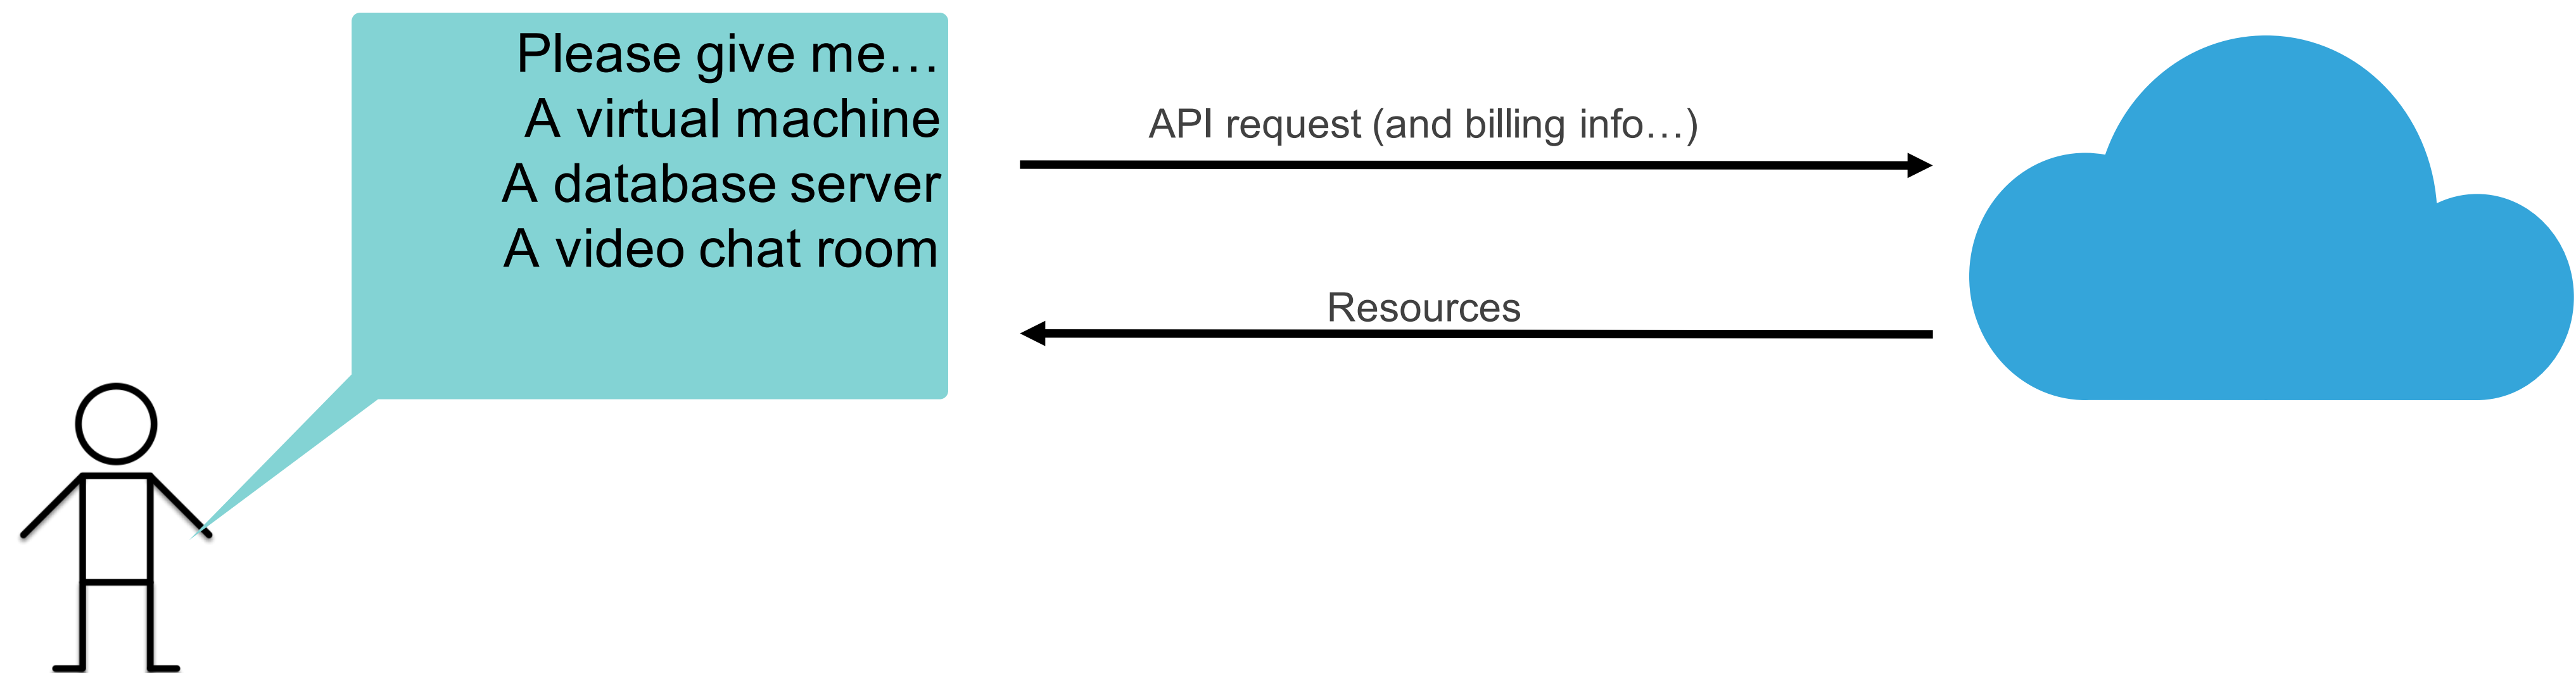 Please give me…
A virtual machine
A database server
A video chat room
API request (and billing info…)
Resources